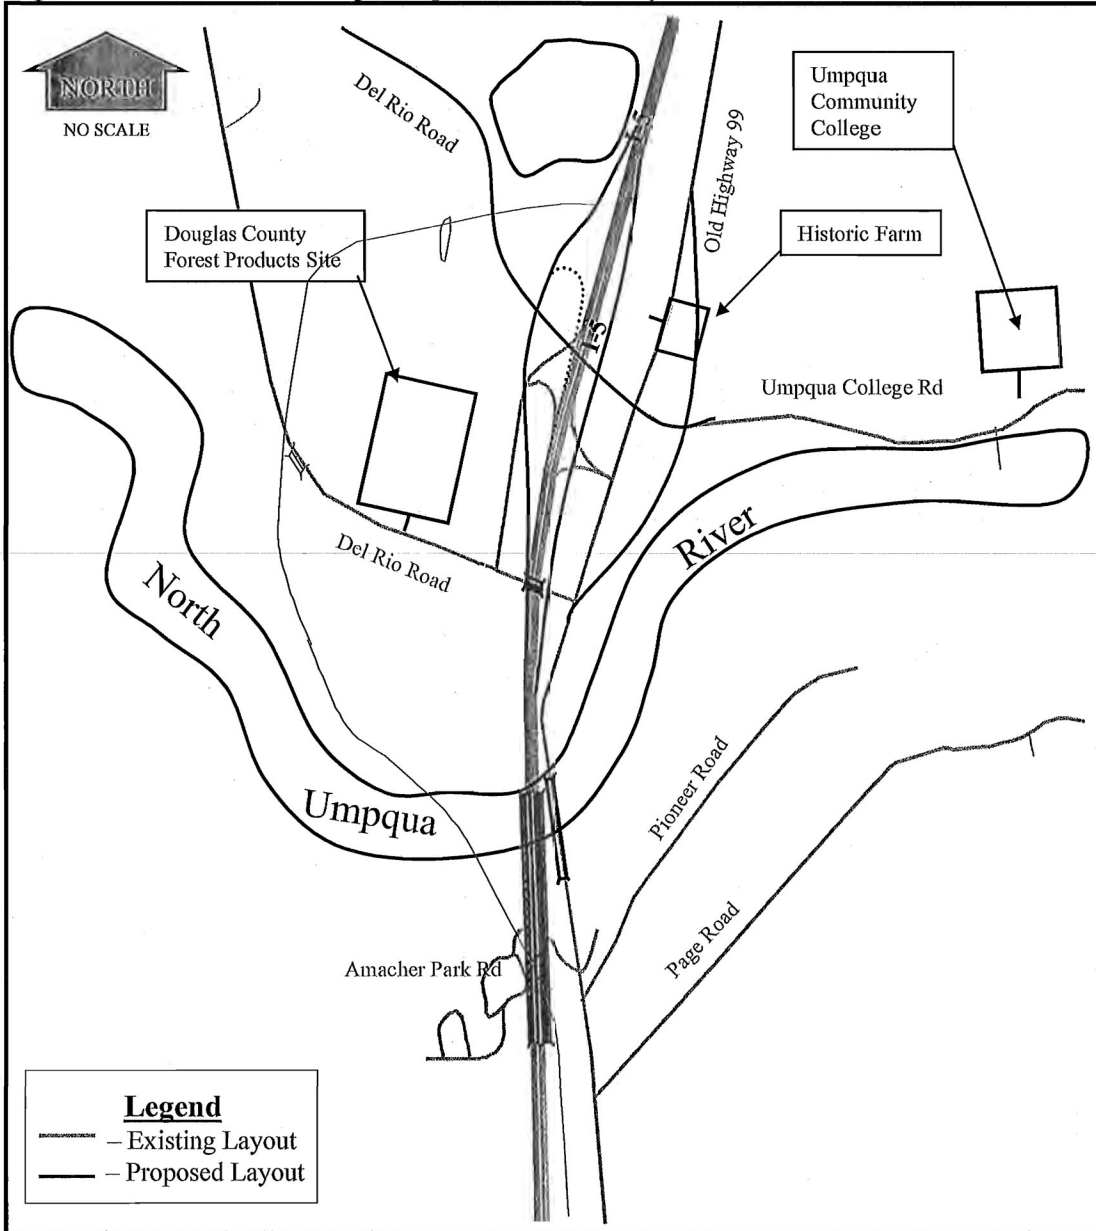 NORTH
NO SCALE
Del Rio Road
I-5
Old Highway 99
Umpqua
Community
College
Douglas County
Forest Products Site
Historic Farm
I-5
Umpqua College Rd
Del Rio Road
North
Umpqua
River
Pioneer Road
Page Road
Amacher Park Rd
Legend
– Existing Layout
– Proposed Layout